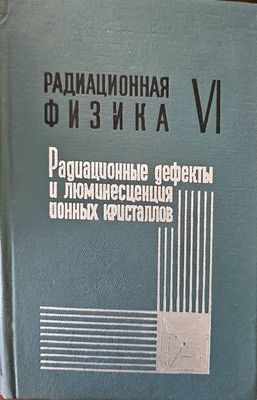 РАДИАЦИОННАЯ
ФИЗИКА VI
Радиационные дефекты
и люминесценция
ионных кристаллов